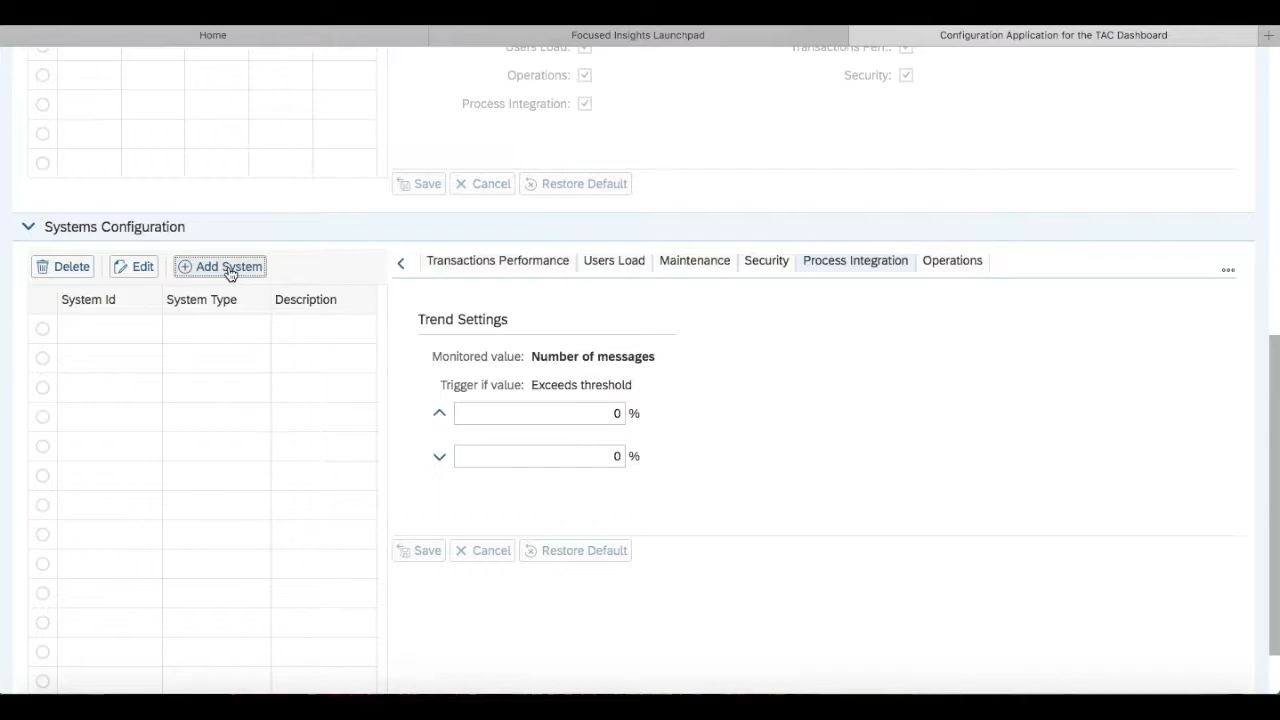 Home
Focused Insights Launchpad
Configuration Application for the TAC Dashboard
Users Load:
Transactions Perf.:
Operations:
Security:
Process Integration:
Save
Cancel
Restore Default
Systems Configuration
Delete
Edit
Add System
Transactions Performance
Users Load
Maintenance
Security
Process Integration
Operations
System Id
System Type
Description
Trend Settings
Monitored value: Number of messages
Trigger if value: Exceeds threshold
0 %
0 %
Save
Cancel
Restore Default